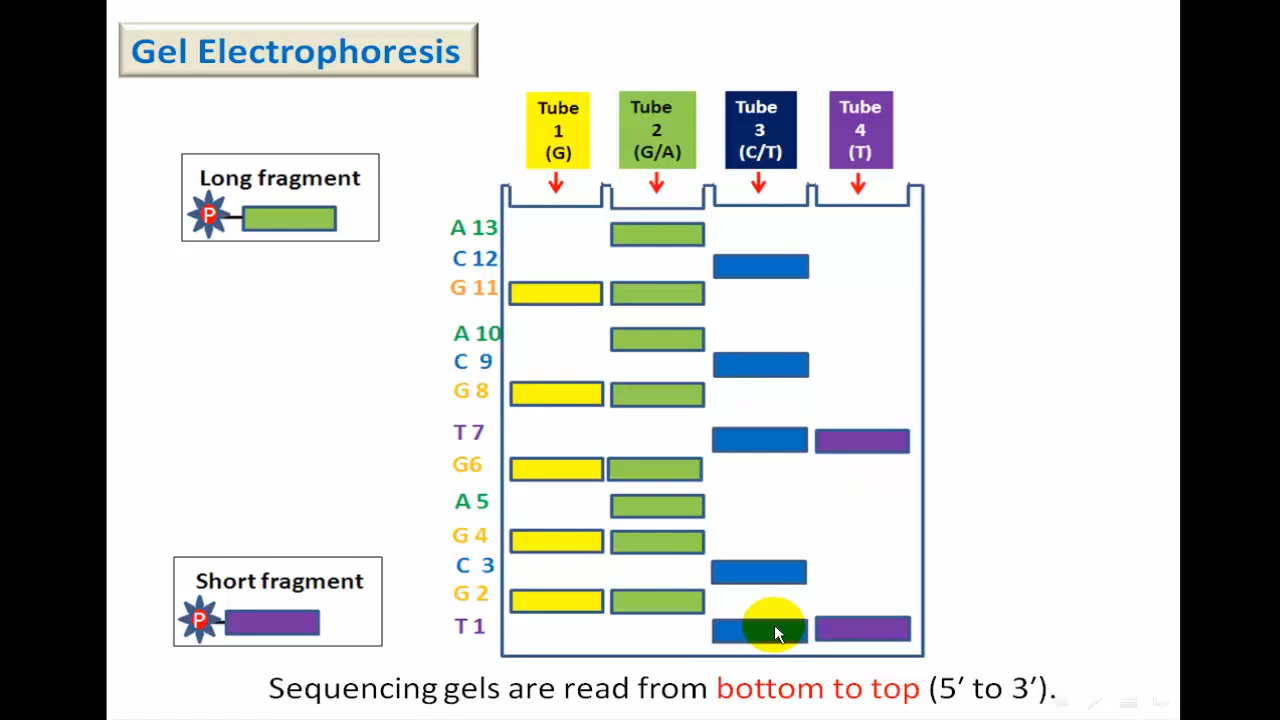 Gel Electrophoresis
Tube
1
(G)
Tube
2
(G/A)
Tube
3
(C/T)
Tube
4
(T)
Long fragment
P
A 13
C 12
G 11
A 10
C 9
G 8
T 7
G6
A 5
G 4
C 3
G 2
T 1
Short fragment
P
Sequencing gels are read from bottom to top (5′ to 3′).